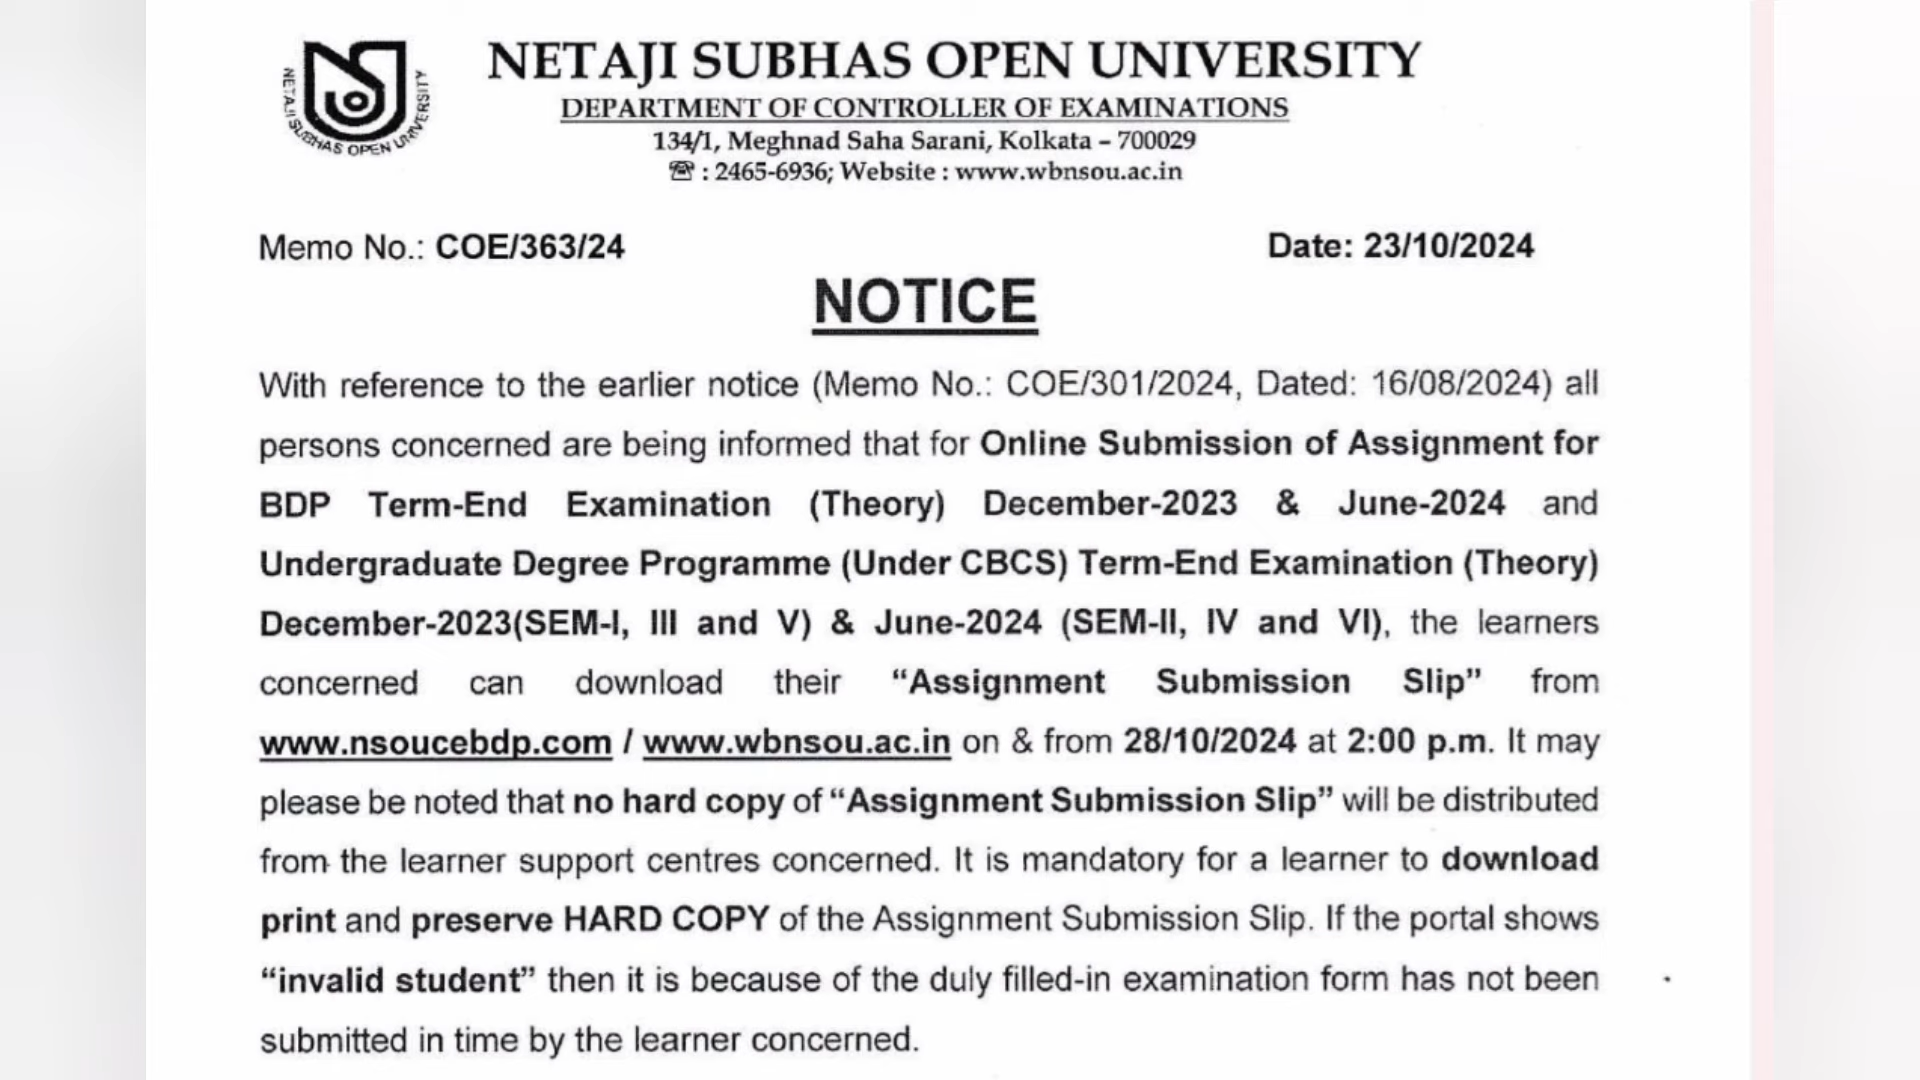 NETAJI SUBHAS OPEN UNIVERSITY
NETAJI SUBHAS OPEN UNIVERSITY
DEPARTMENT OF CONTROLLER OF EXAMINATIONS
134/1, Meghnad Saha Sarani, Kolkata – 700029
☎ : 2465-6936; Website : www.wbnsou.ac.in
Memo No.: COE/363/24 Date: 23/10/2024
NOTICE
With reference to the earlier notice (Memo No.: COE/301/2024, Dated: 16/08/2024) all
persons concerned are being informed that for Online Submission of Assignment for
BDP Term-End Examination (Theory) December-2023 & June-2024 and
Undergraduate Degree Programme (Under CBCS) Term-End Examination (Theory)
December-2023(SEM-I, III and V) & June-2024 (SEM-II, IV and VI), the learners
concerned can download their “Assignment Submission Slip” from
www.nsoucebdp.com / www.wbnsou.ac.in on & from 28/10/2024 at 2:00 p.m. It may
please be noted that no hard copy of “Assignment Submission Slip” will be distributed
from the learner support centres concerned. It is mandatory for a learner to download
print and preserve HARD COPY of the Assignment Submission Slip. If the portal shows
“invalid student” then it is because of the duly filled-in examination form has not been
submitted in time by the learner concerned.